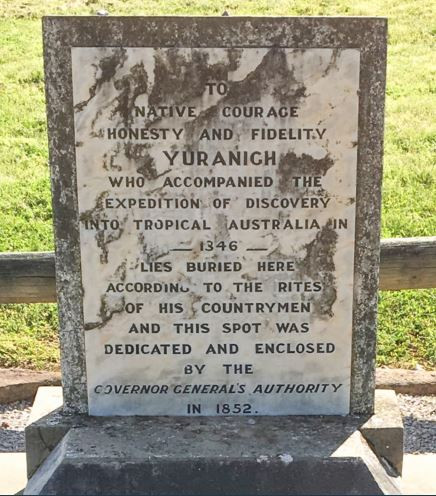 TO
NATIVE COURAGE
HONESTY AND FIDELITY
YURANIGH
WHO ACCOMPANIED THE
EXPEDITION OF DISCOVERY
INTO TROPICAL AUSTRALIA IN
— 1346 —
LIES BURIED HERE
ACCORDING TO THE RITES
OF HIS COUNTRYMEN
AND THIS SPOT WAS
DEDICATED AND ENCLOSED
BY THE
GOVERNOR GENERAL'S AUTHORITY
IN 1852.